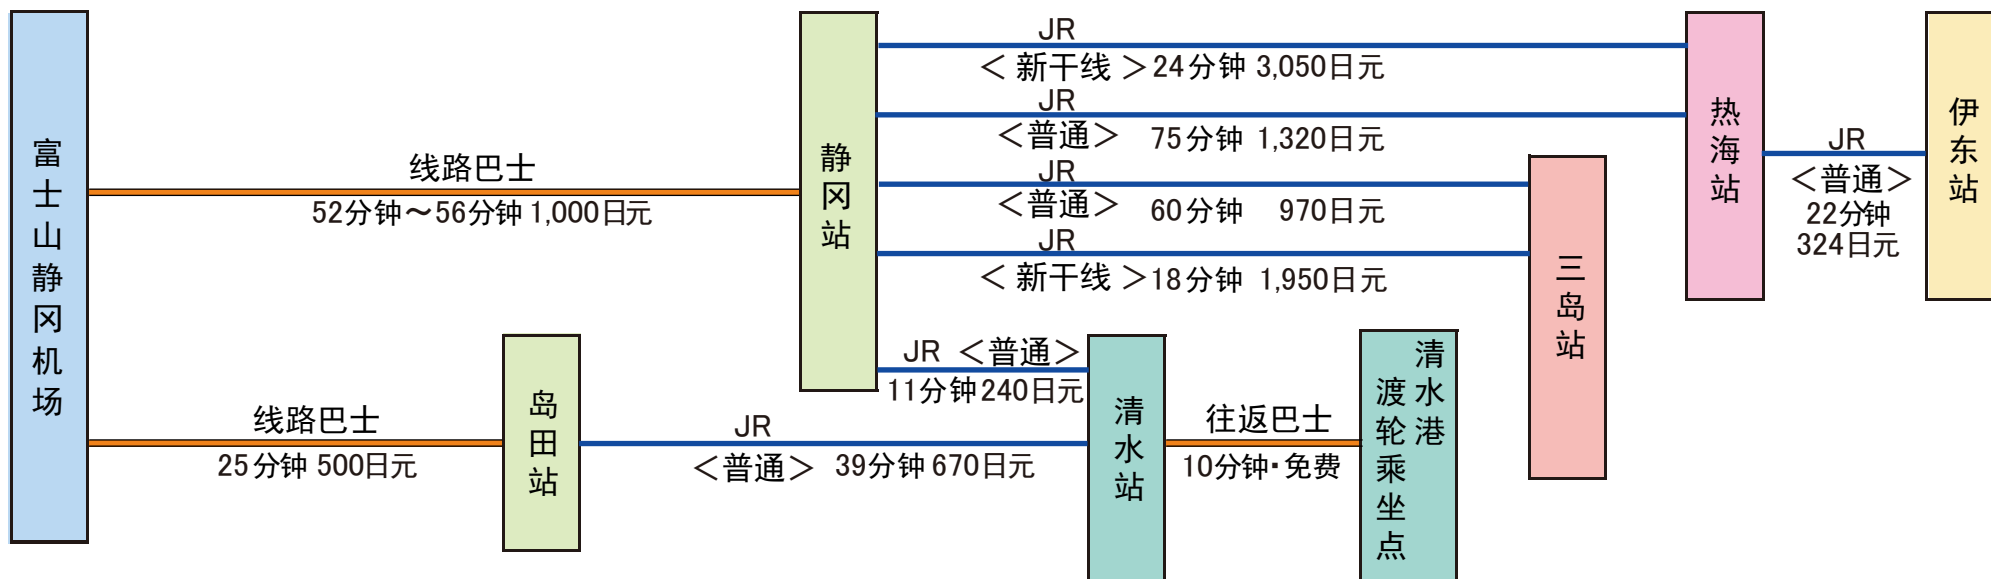 富士山静冈机场
线路巴士
52分钟～56分钟 1,000日元
静冈站
JR
＜ 新干线 ＞24分钟 3,050日元
JR
＜普通＞ 75分钟 1,320日元
JR
＜普通＞ 60分钟 970日元
JR
＜ 新干线 ＞18分钟 1,950日元
热海站
JR
＜普通＞
22分钟
324日元
伊东站
三岛站
JR ＜普通＞
11分钟 240日元
线路巴士
25分钟 500日元
岛田站
JR
＜普通＞ 39分钟 670日元
清水站
往返巴士
10分钟·免费
清水港
渡轮乘坐点